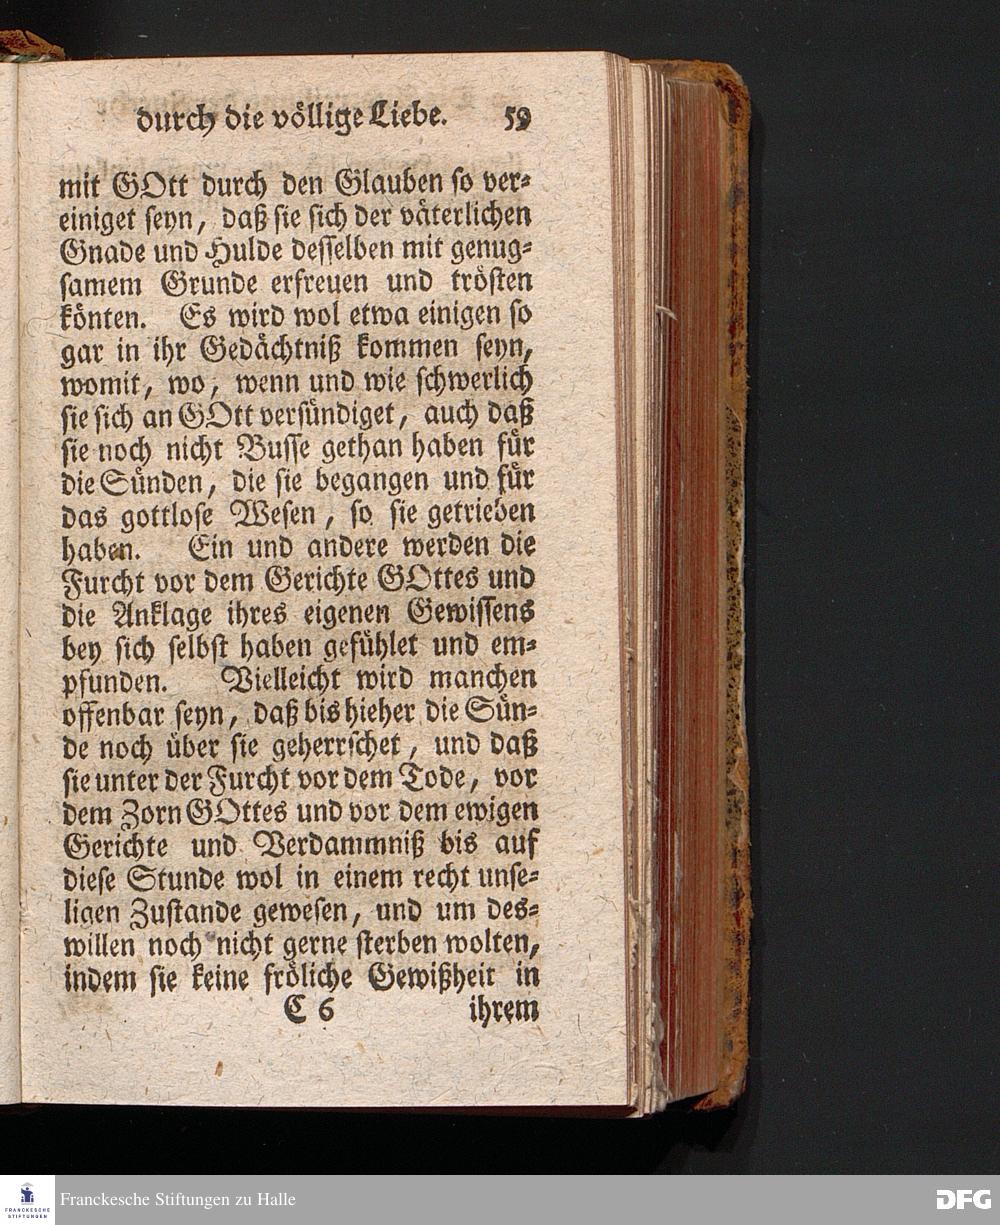 durch die völlige Liebe. 59
mit GOtt durch den Glauben so ver-
einiget seyn, daß sie sich der väterlichen
Gnade und Hulde desselben mit genug-
samem Grunde erfreuen und trösten
könten. Es wird wol etwa einigen so
gar in ihr Gedächtniß kommen seyn,
womit, wo, wenn und wie schwerlich
sie sich an GOtt versündiget, auch daß
sie noch nicht Busse gethan haben für
die Sünden, die sie begangen und für
das gottlose Wesen, so sie getrieben
haben. Ein und andere werden die
Furcht vor dem Gerichte GOttes und
die Anklage ihres eigenen Gewissens
bey sich selbst haben gefühlet und em-
pfunden. Vielleicht wird manchen
offenbar seyn, daß bis hieher die Sün-
de noch über sie geherrschet, und daß
sie unter der Furcht vor dem Tode, vor
dem Zorn GOttes und vor dem ewigen
Gerichte und Verdammniß bis auf
diese Stunde wol in einem recht unse-
ligen Zustande gewesen, und um des-
willen noch nicht gerne sterben wolten,
indem sie keine fröliche Gewißheit in
C 6 ihrem
FRANCKESCHE
STIFTUNGEN
Franckesche Stiftungen zu Halle
DFG